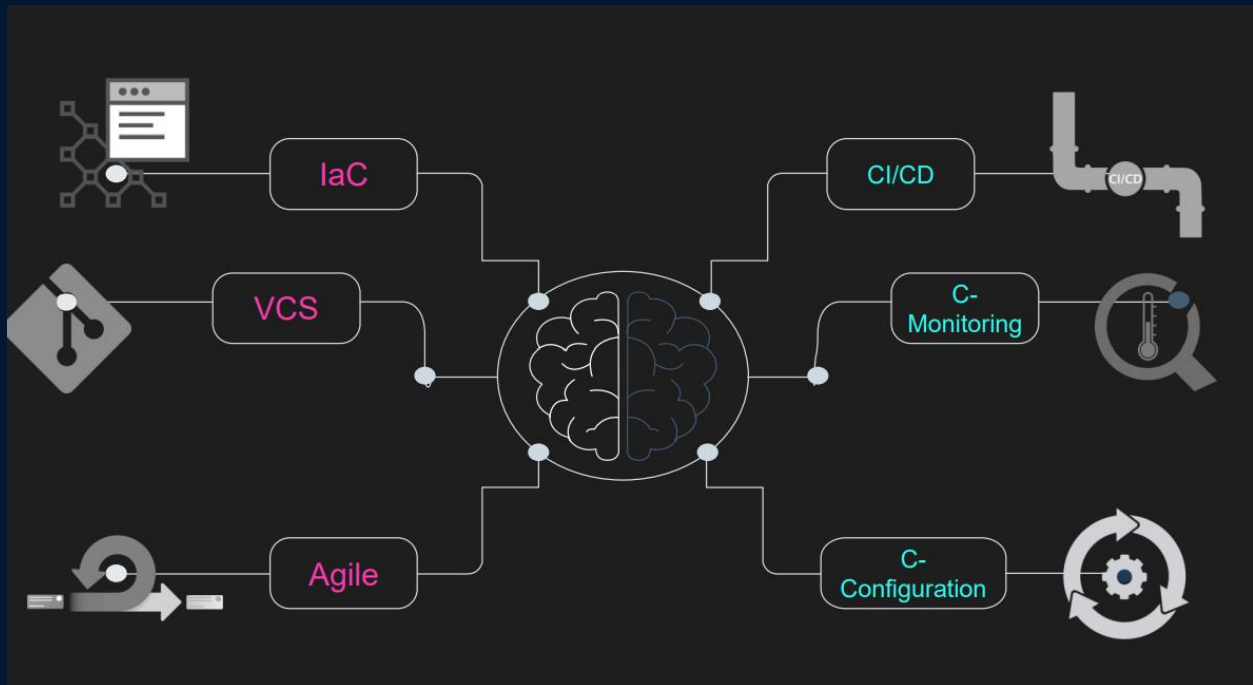 IaC
CI/CD
CI/CD
VCS
C-
Monitoring
Agile
C-
Configuration